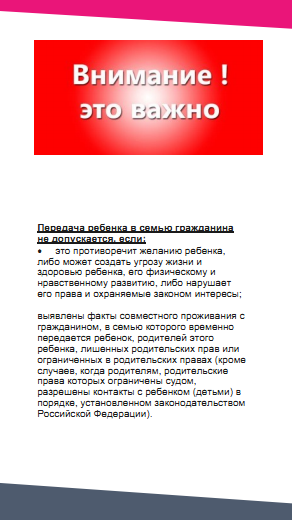 Внимание !
это важно
Передача ребенка в семью гражданина
не допускается, если:
• это противоречит желанию ребенка,
либо может создать угрозу жизни и
здоровью ребенка, его физическому и
нравственному развитию, либо нарушает
его права и охраняемые законом интересы;
выявлены факты совместного проживания с
гражданином, в семью которого временно
передается ребенок, родителей этого
ребенка, лишенных родительских прав или
ограниченных в родительских правах (кроме
случаев, когда родителям, родительские
права которых ограничены судом,
разрешены контакты с ребенком (детьми) в
порядке, установленном законодательством
Российской Федерации).